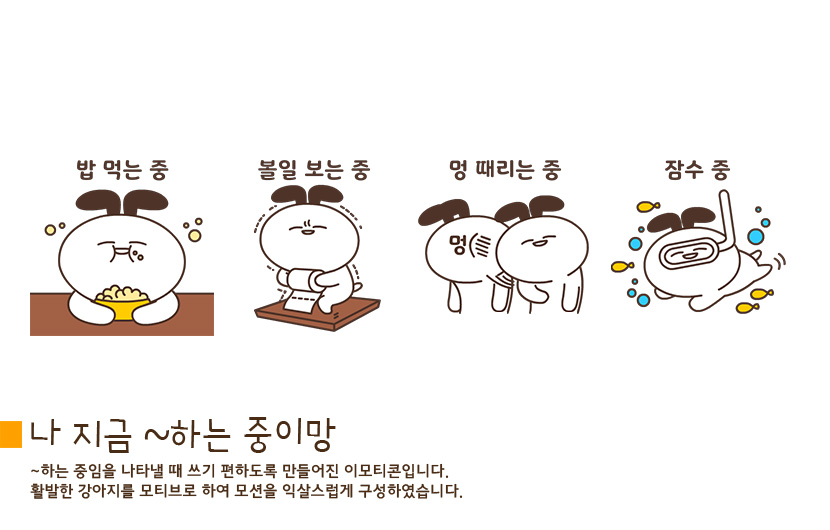 밥 먹는 중
볼일 보는 중
멍 때리는 중
잠수 중
멍
나 지금 ~하는 중이망
~하는 중임을 나타낼 때 쓰기 편하도록 만들어진 이모티콘입니다.
활발한 강아지를 모티브로 하여 모션을 익살스럽게 구성하였습니다.